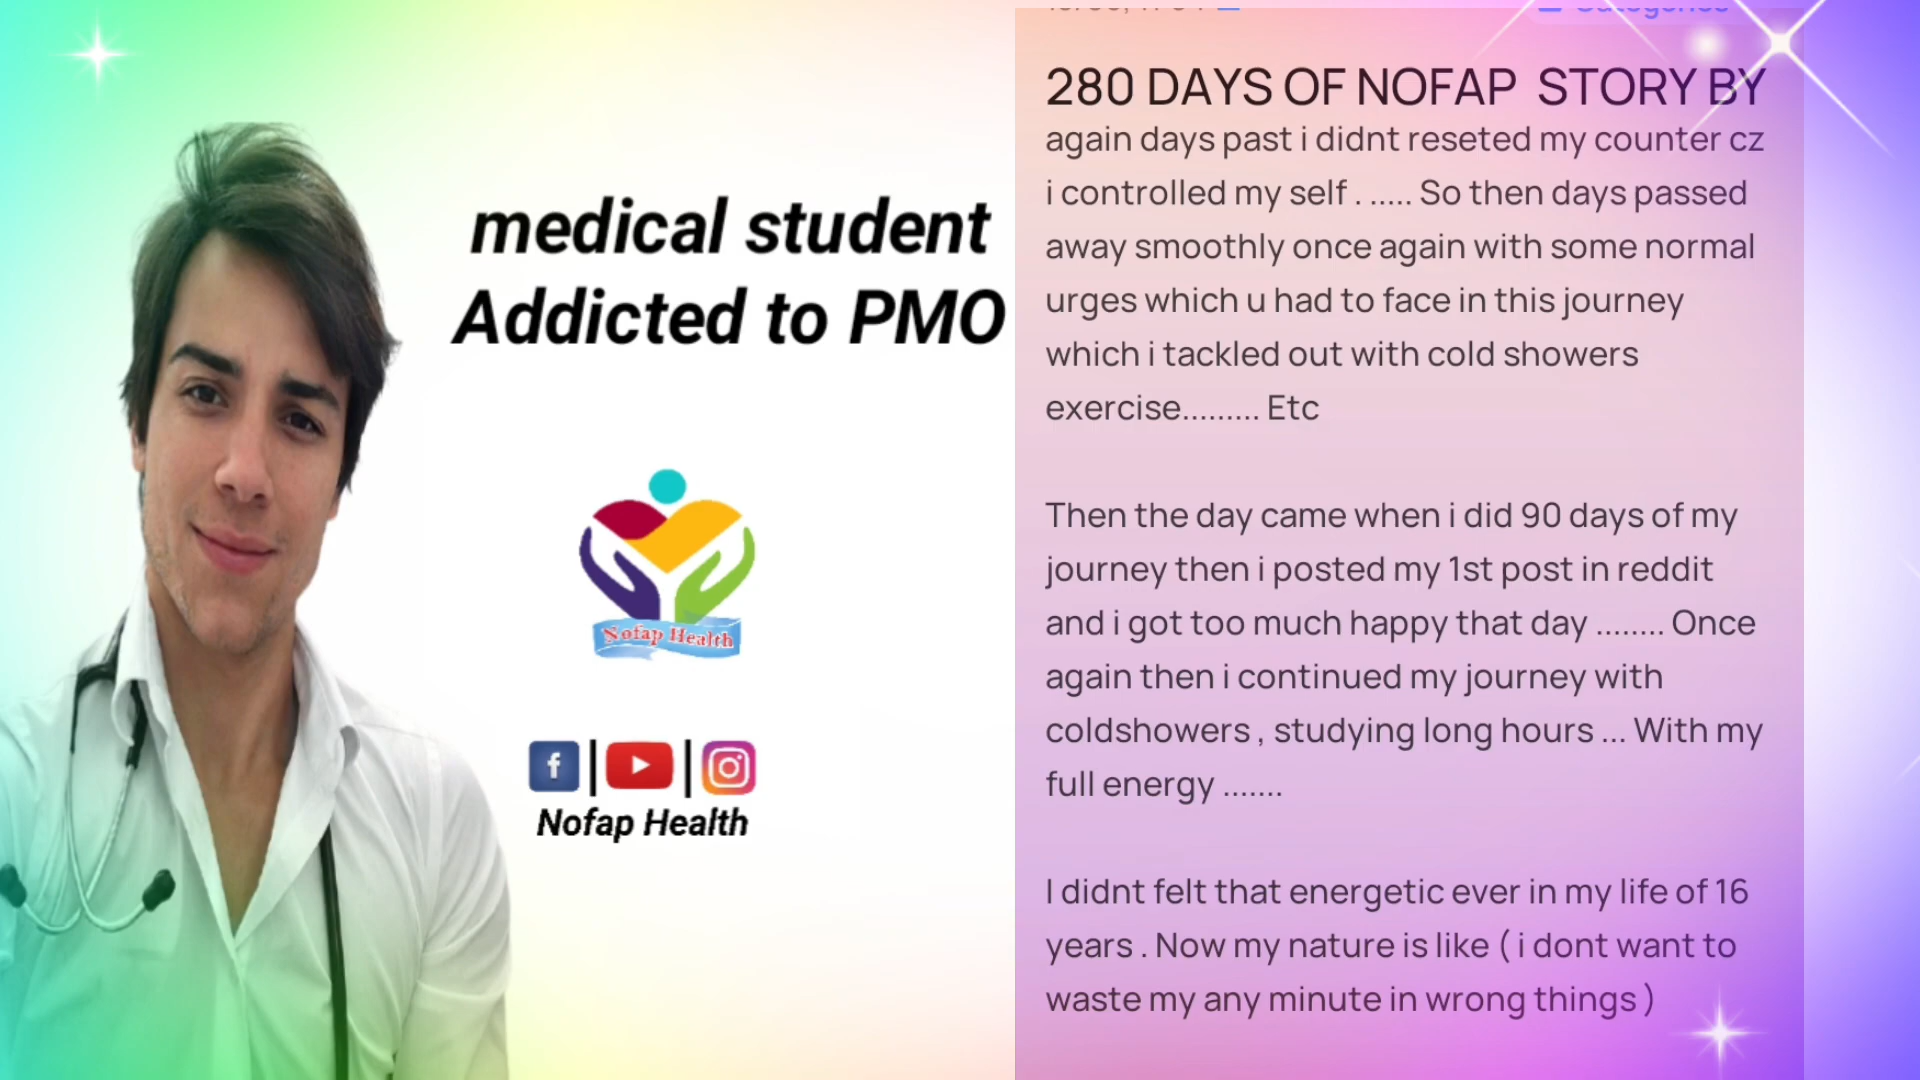 medical student
Addicted to PMO
Nofap Health
Nofap Health
Categories
280 DAYS OF NOFAP STORY BY
again days past i didnt reseted my counter cz
i controlled my self . ..... So then days passed
away smoothly once again with some normal
urges which u had to face in this journey
which i tackled out with cold showers
exercise......... Etc
Then the day came when i did 90 days of my
journey then i posted my 1st post in reddit
and i got too much happy that day ........ Once
again then i continued my journey with
coldshowers , studying long hours ... With my
full energy .......
I didnt felt that energetic ever in my life of 16
years . Now my nature is like ( i dont want to
waste my any minute in wrong things )